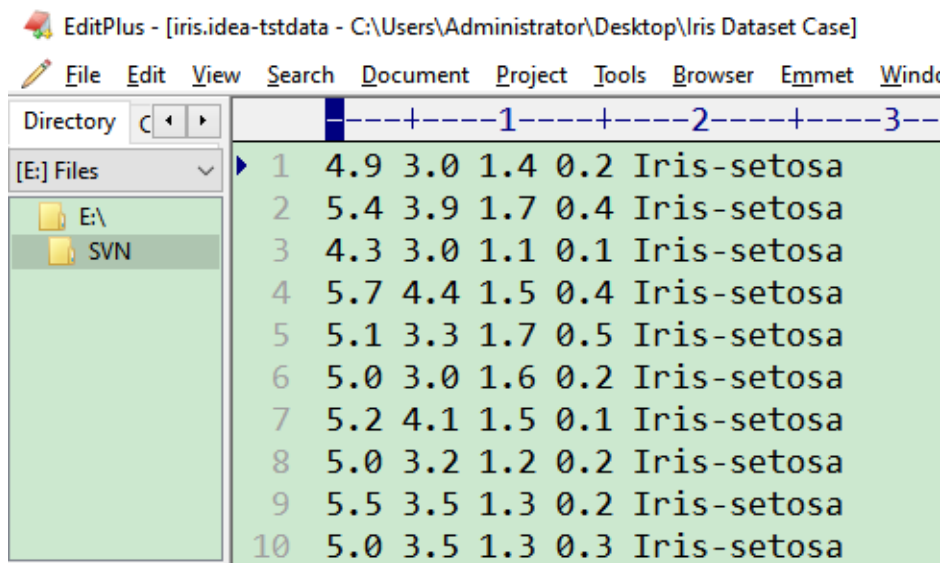 EditPlus - [iris.idea-tstdata - C:\Users\Administrator\Desktop\Iris Dataset Case]
File Edit View Search Document Project Tools Browser Emmet
Directory
[E:] Files
E:\
SVN
----+----1----+----2----+----3--
1 4.9 3.0 1.4 0.2 Iris-setosa
2 5.4 3.9 1.7 0.4 Iris-setosa
3 4.3 3.0 1.1 0.1 Iris-setosa
4 5.7 4.4 1.5 0.4 Iris-setosa
5 5.1 3.3 1.7 0.5 Iris-setosa
6 5.0 3.0 1.6 0.2 Iris-setosa
7 5.2 4.1 1.5 0.1 Iris-setosa
8 5.0 3.2 1.2 0.2 Iris-setosa
9 5.5 3.5 1.3 0.2 Iris-setosa
10 5.0 3.5 1.3 0.3 Iris-setosa